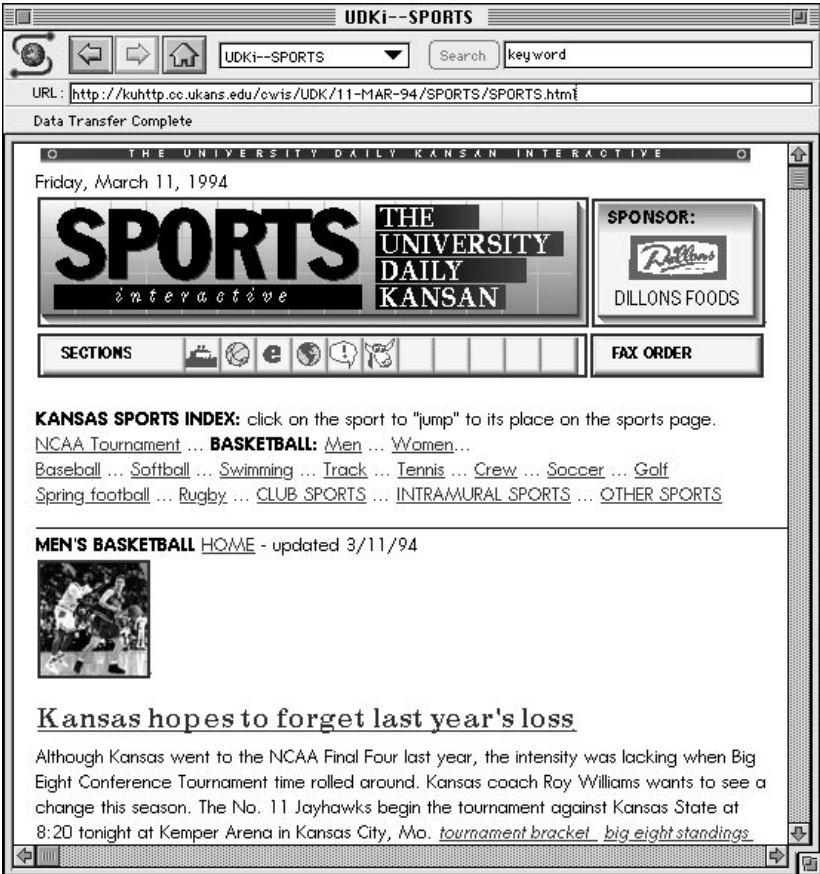 UDKi--SPORTS
UDKi--SPORTS
Search
keyword
URL: http://kuhttp.cc.ukans.edu/cwis/UDK/11-MAR-94/SPORTS/SPORTS.html
Data Transfer Complete
THE UNIVERSITY DAILY KANSAN INTERACTIVE
Friday, March 11, 1994
SPORTS
interactive
THE
UNIVERSITY
DAILY
KANSAN
SPONSOR:
Dillons
DILLONS FOODS
SECTIONS
e
FAX ORDER
KANSAS SPORTS INDEX: click on the sport to "jump" to its place on the sports page.
NCAA Tournament ... BASKETBALL: Men ... Women...
Baseball ... Softball ... Swimming ... Track ... Tennis ... Crew ... Soccer ... Golf
Spring football ... Rugby ... CLUB SPORTS ... INTRAMURAL SPORTS ... OTHER SPORTS
MEN'S BASKETBALL HOME - updated 3/11/94
Kansas hopes to forget last year's loss
Although Kansas went to the NCAA Final Four last year, the intensity was lacking when Big
Eight Conference Tournament time rolled around. Kansas coach Roy Williams wants to see a
change this season. The No. 11 Jayhawks begin the tournament against Kansas State at
8:20 tonight at Kemper Arena in Kansas City, Mo. tournament bracket big eight standings